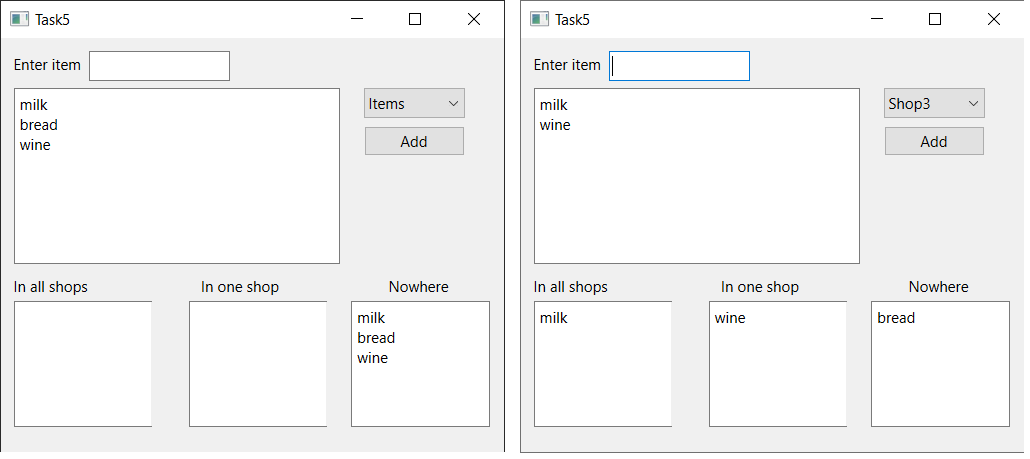 Task5
Enter item
milk
bread
wine
Items
Add
In all shops
In one shop
Nowhere
milk
bread
wine
Task5
Enter item
milk
wine
Shop3
Add
In all shops
In one shop
Nowhere
milk
wine
bread